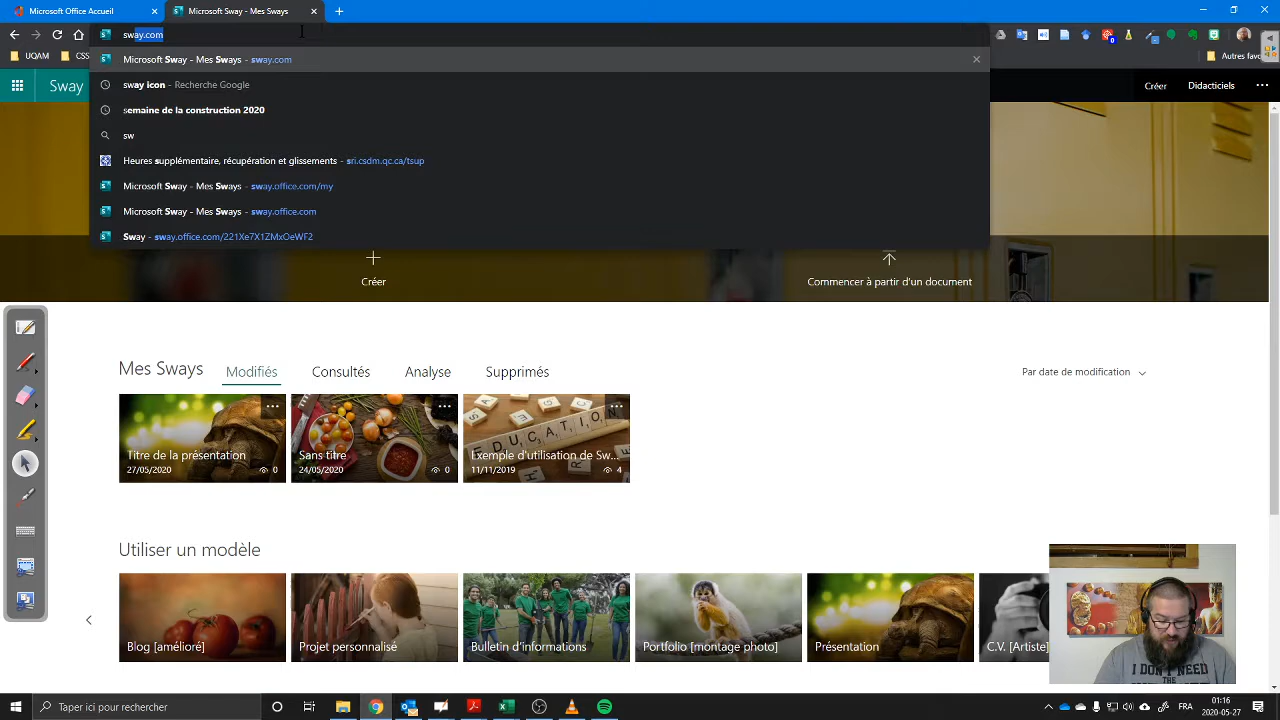 Microsoft Office Accueil
Microsoft Sway - Mes Sways
sway.com
UQAM
CSS
Autres favo
Microsoft Sway - Mes Sways - sway.com
sway icon - Recherche Google
semaine de la construction 2020
sw
Heures supplémentaire, récupération et glissements - sri.csdm.qc.ca/tsup
Microsoft Sway - Mes Sways - sway.office.com/my
Microsoft Sway - Mes Sways - sway.office.com
Sway - sway.office.com/221Xe7X1ZMxOeWF2
Sway
Créer
Didacticiels
Créer
Commencer à partir d'un document
Mes Sways
Modifiés
Consultés
Analyse
Supprimés
Par date de modification
Titre de la présentation
27/05/2020
0
Sans titre
24/05/2020
0
EDUCATION
Exemple d'utilisation de Sw...
11/11/2019
4
Utiliser un modèle
Blog [amélioré]
Projet personnalisé
Bulletin d'informations
Portfolio [montage photo]
Présentation
C.V. [Artiste]
I DON'T NEED
THE
Taper ici pour rechercher
FRA
01:16
2020-05-27